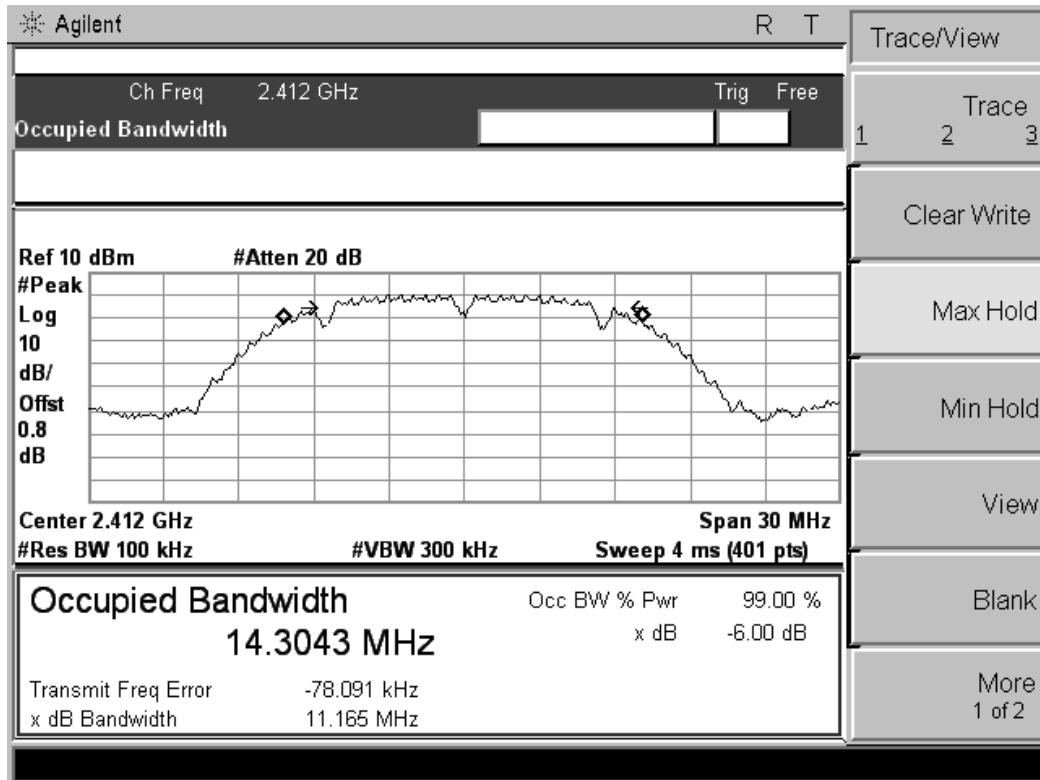 Agilent R T
Trace/View
Ch Freq 2.412 GHz Trig Free
Occupied Bandwidth
Trace
1 2 3
Clear Write
Ref 10 dBm #Atten 20 dB
#Peak
Log
10
dB/
Offst
0.8
dB
Max Hold
Min Hold
View
Center 2.412 GHz Span 30 MHz
#Res BW 100 kHz #VBW 300 kHz Sweep 4 ms (401 pts)
Occupied Bandwidth
14.3043 MHz
Occ BW % Pwr 99.00 %
x dB -6.00 dB
Transmit Freq Error -78.091 kHz
x dB Bandwidth 11.165 MHz
Blank
More
1 of 2